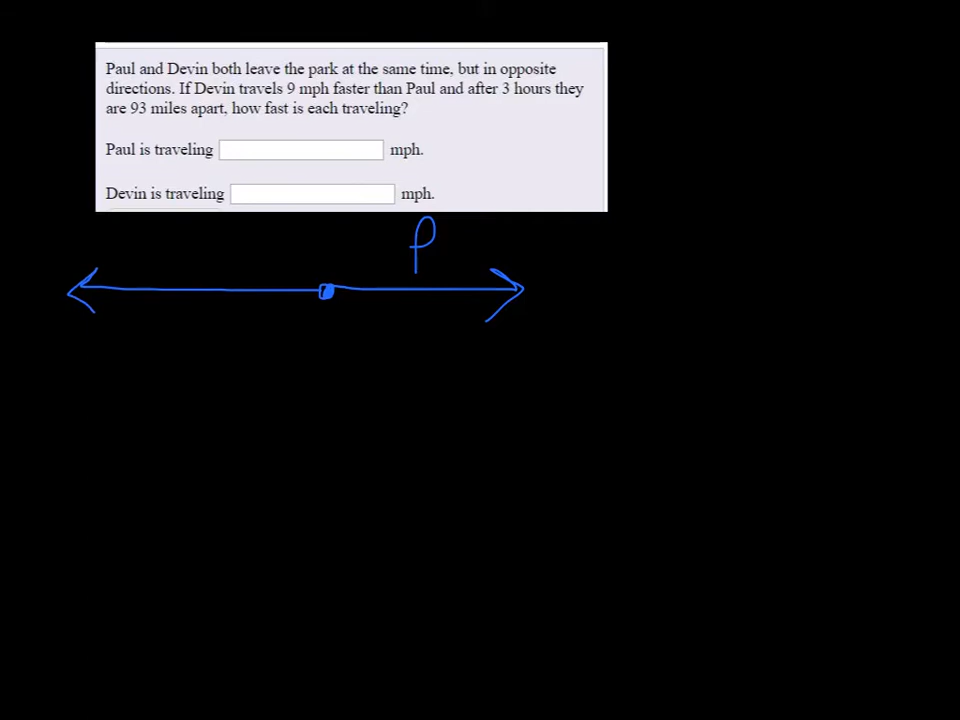 Paul and Devin both leave the park at the same time, but in opposite
directions. If Devin travels 9 mph faster than Paul and after 3 hours they
are 93 miles apart, how fast is each traveling?
Paul is traveling mph.
Devin is traveling mph.
P